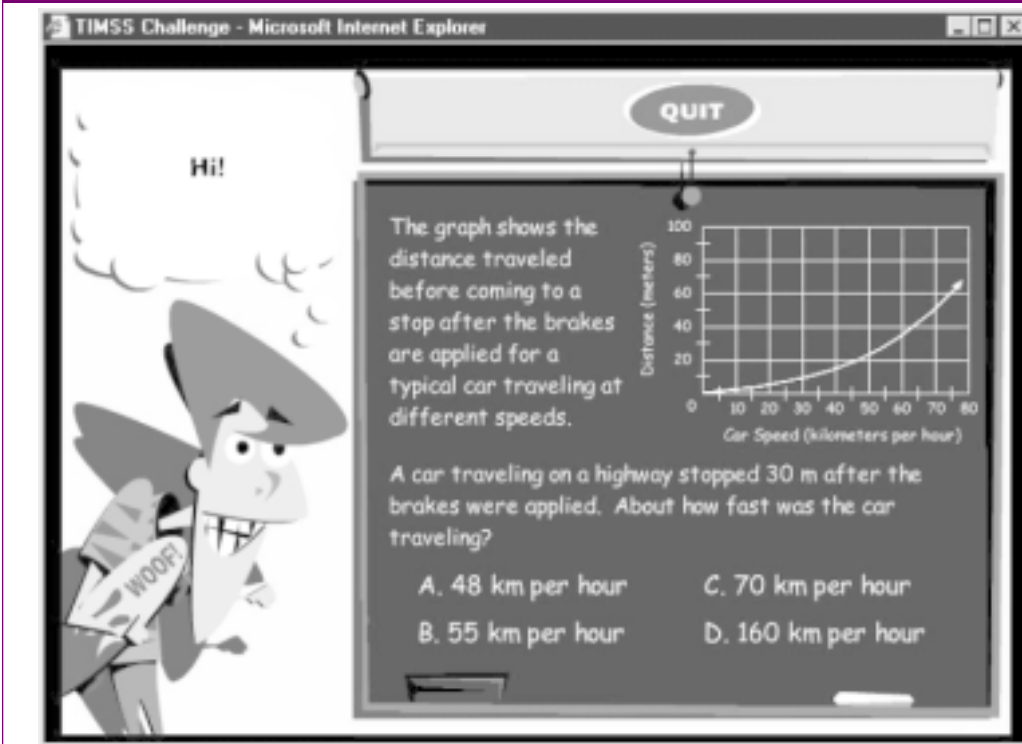 TIMSS Challenge - Microsoft Internet Explorer
Hi!
QUIT
The graph shows the
distance traveled
before coming to a
stop after the brakes
are applied for a
typical car traveling at
different speeds.
Distance (meters)
100
80
60
40
20
0 10 20 30 40 50 60 70 80
Car Speed (kilometers per hour)
A car traveling on a highway stopped 30 m after the
brakes were applied. About how fast was the car
traveling?
A. 48 km per hour
C. 70 km per hour
B. 55 km per hour
D. 160 km per hour
WOOF!